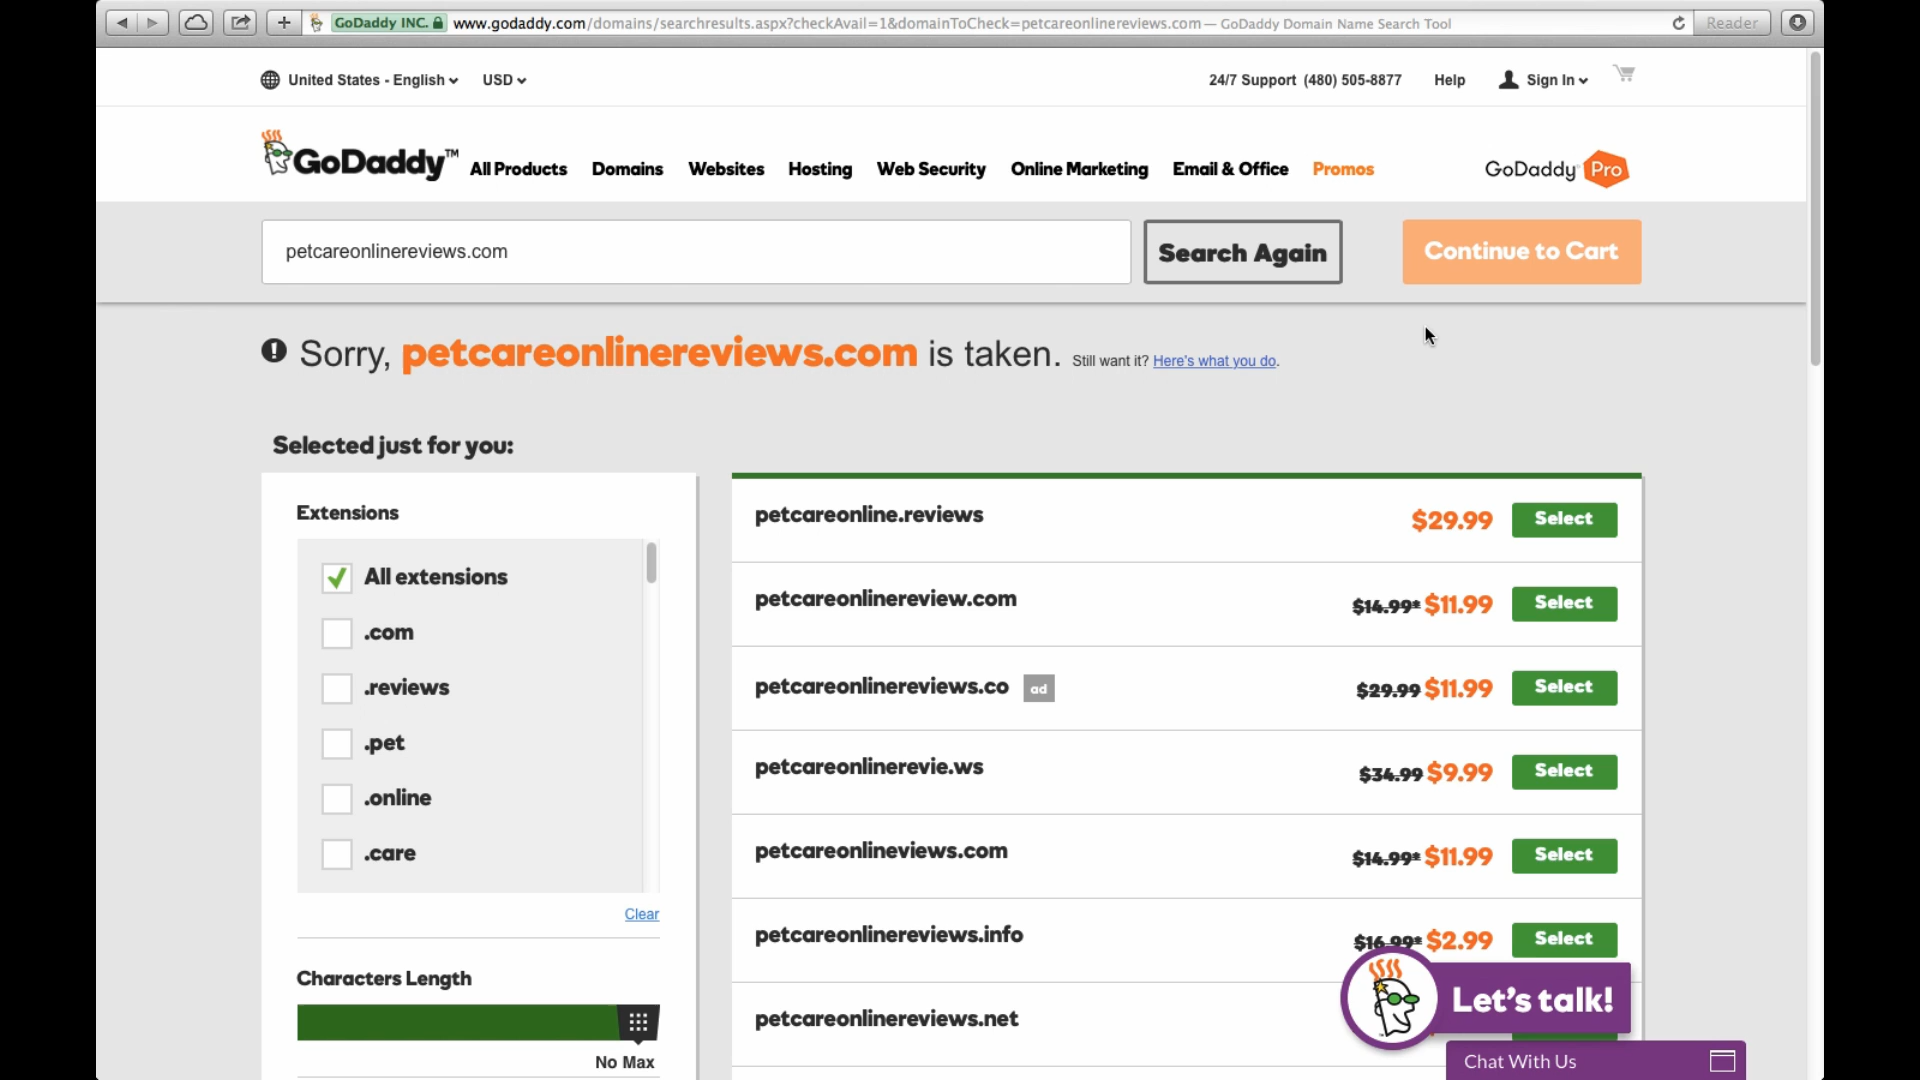 GoDaddy INC. www.godaddy.com/domains/searchresults.aspx?checkAvail=1&domainToCheck=petcareonlinereviews.com — GoDaddy Domain Name Search Tool
Reader
United States - English USD
24/7 Support (480) 505-8877 Help Sign In
GoDaddy™ All Products Domains Websites Hosting Web Security Online Marketing Email & Office Promos GoDaddy Pro
petcareonlinereviews.com Search Again Continue to Cart
Sorry, petcareonlinereviews.com is taken. Still want it? Here's what you do.
Selected just for you:
Extensions
All extensions
.com
.reviews
.pet
.online
.care
Clear
Characters Length
No Max
petcareonline.reviews $29.99 Select
petcareonlinereview.com $14.99* $11.99 Select
petcareonlinereviews.co ad $29.99 $11.99 Select
petcareonlinerevie.ws $34.99 $9.99 Select
petcareonlineviews.com $14.99* $11.99 Select
petcareonlinereviews.info $16.99* $2.99 Select
petcareonlinereviews.net
Let's talk!
Chat With Us